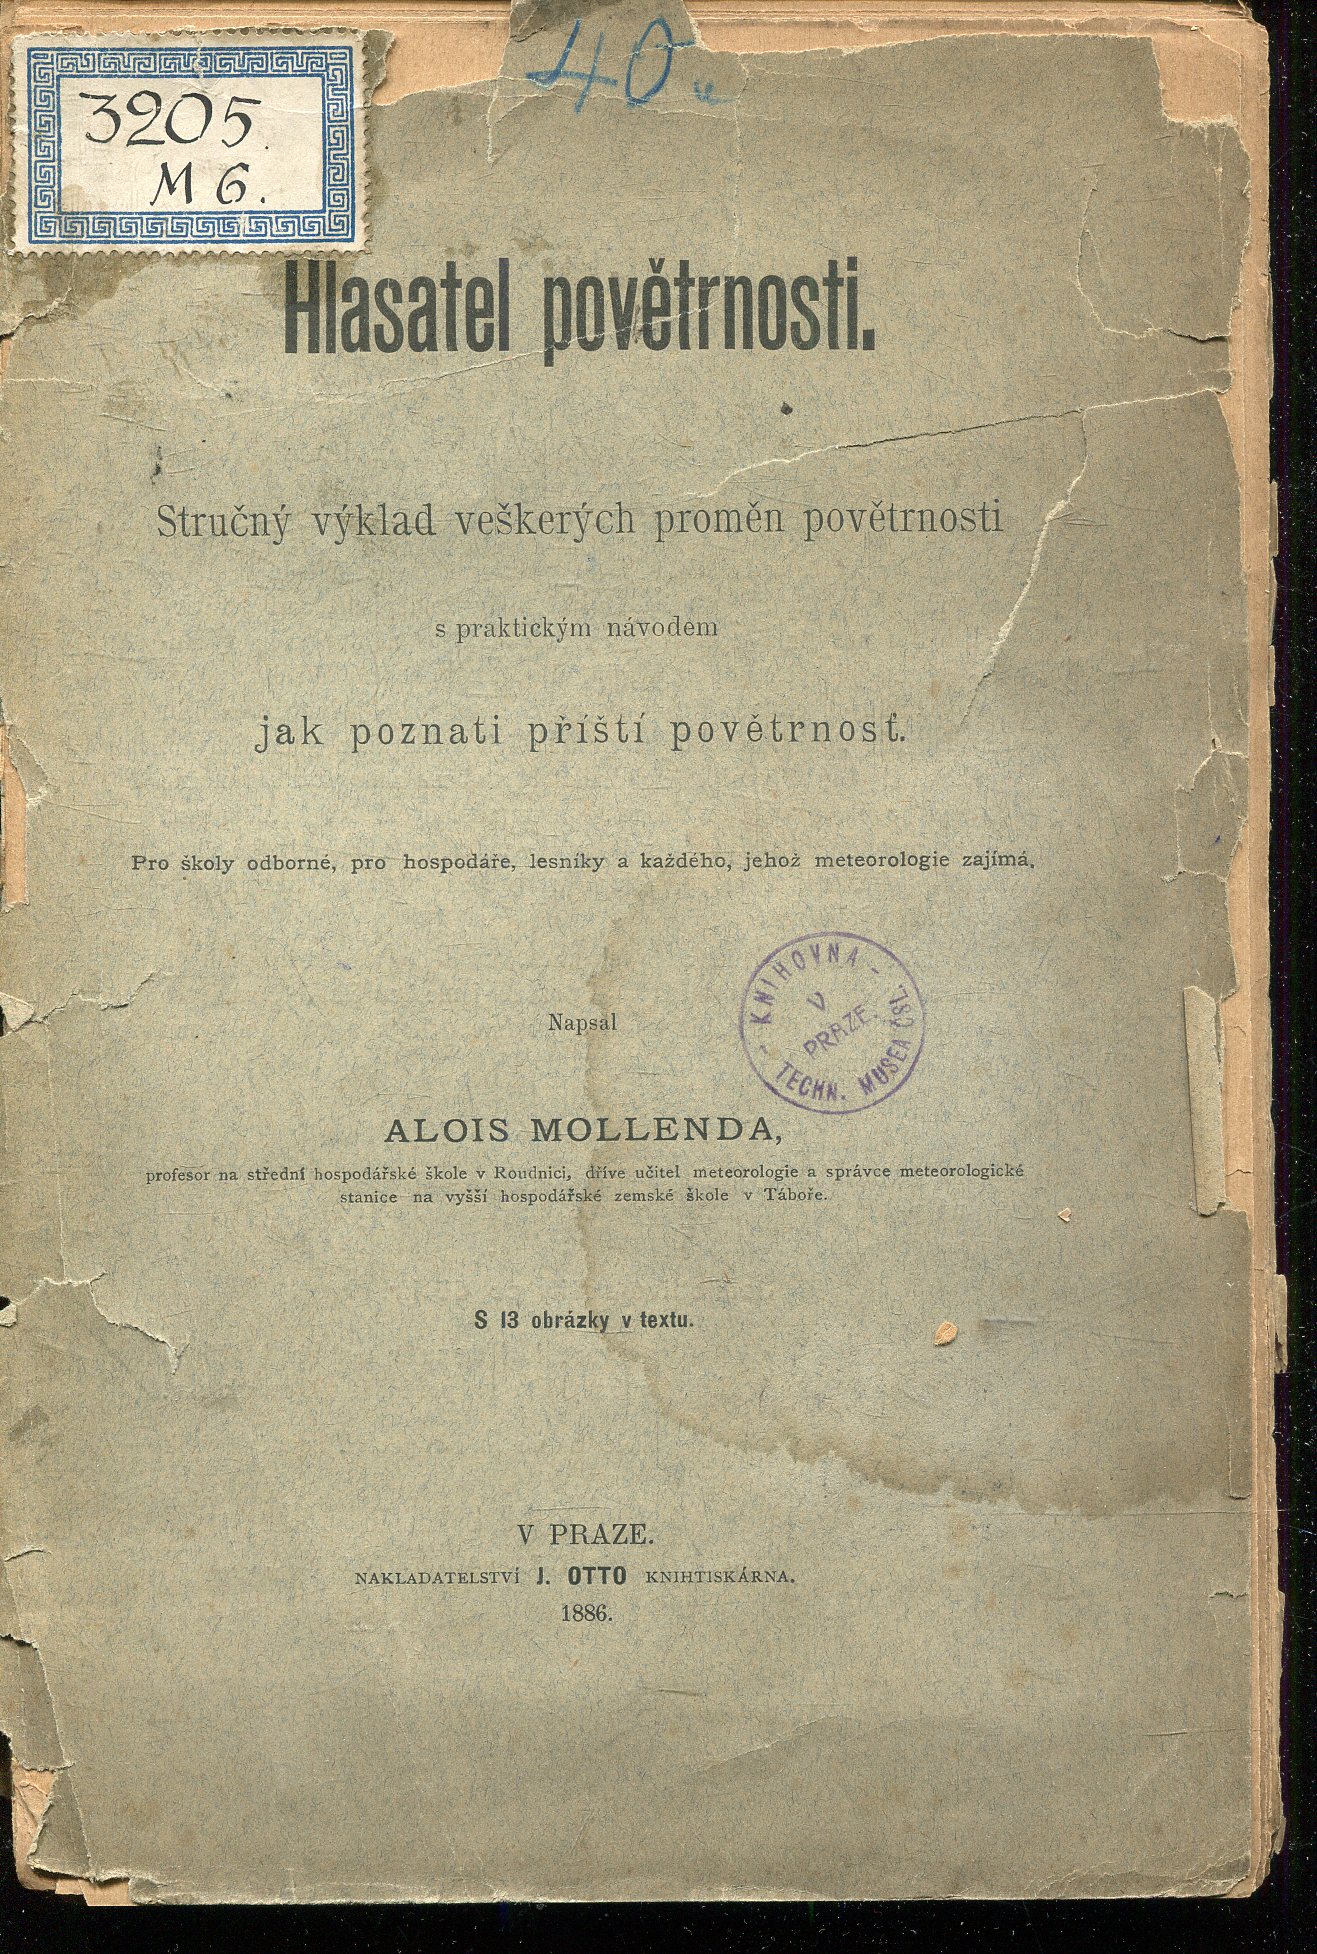 40
3205.
M 6.
Hlasatel povětrnosti.
Stručný výklad veškerých proměn povětrnosti
s praktickým návodem
jak poznati příští povětrnosť.
Pro školy odborné, pro hospodáře, lesníky a každého, jehož meteorologie zajímá.
Napsal
- KNIHOVNA -
TECHN. MUSEA ČSL.
V
PRAZE.
ALOIS MOLLENDA,
profesor na střední hospodářské škole v Roudnici, dříve učitel meteorologie a správce meteorologické
stanice na vyšší hospodářské zemské škole v Táboře.
S 13 obrázky v textu.
V PRAZE.
NAKLADATELSTVÍ J. OTTO KNIHTISKÁRNA.
1886.